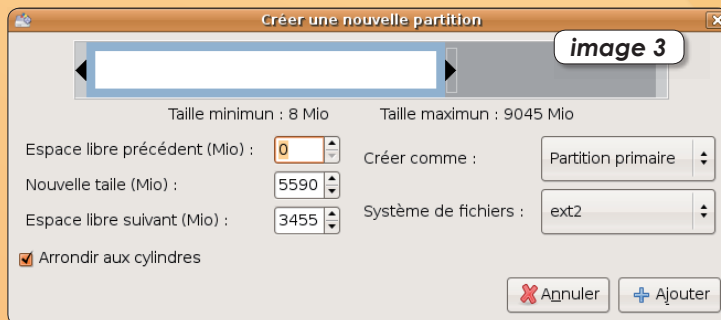 Créer une nouvelle partition
image 3
Taille minimun : 8 Mio
Taille maximun : 9045 Mio
Espace libre précédent (Mio) :
0
Créer comme :
Partition primaire
Nouvelle taile (Mio) :
5590
Espace libre suivant (Mio) :
3455
Système de fichiers :
ext2
Arrondir aux cylindres
Annuler
Ajouter